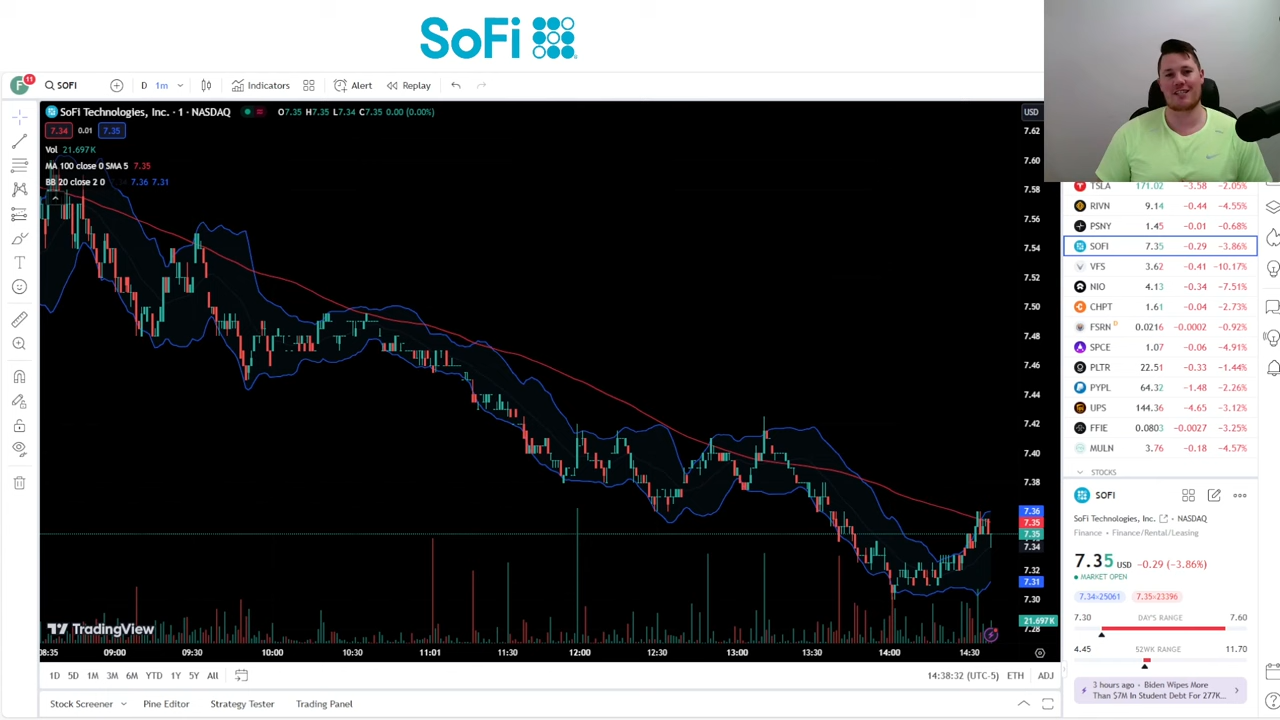 SoFi
F 11 SOFI D 1m Indicators Alert Replay
SoFi Technologies, Inc. · 1 · NASDAQ O7.35 H7.35 L7.34 C7.35 0.00 (0.00%)
7.34 0.01 7.35
Vol 21.697K
MA 100 close 0 SMA 5 7.35
BB 20 close 2 0 7.34 7.36 7.31
USD
7.62
7.60
7.58
7.56
7.54
7.52
7.50
7.48
7.46
7.44
7.42
7.40
7.38
7.36
7.35
7.35
7.34
7.32
7.31
7.30
21.697K
7.28
TradingView
08:35 09:00 09:30 10:00 10:30 11:01 11:30 12:00 12:30 13:00 13:30 14:00 14:30
1D 5D 1M 3M 6M YTD 1Y 5Y All 14:38:32 (UTC-5) ETH ADJ
Stock Screener Pine Editor Strategy Tester Trading Panel
TSLA 171.02 −3.58 −2.05%
RIVN 9.14 −0.44 −4.55%
PSNY 1.45 −0.01 −0.68%
SOFI 7.35 −0.29 −3.86%
VFS 3.62 −0.41 −10.17%
NIO 4.13 −0.34 −7.51%
CHPT 1.61 −0.04 −2.73%
FSRN D 0.0216 −0.0002 −0.92%
SPCE 1.07 −0.06 −4.91%
PLTR 22.51 −0.33 −1.44%
PYPL 64.32 −1.48 −2.26%
UPS 144.36 −4.65 −3.12%
FFIE 0.0803 −0.0027 −3.25%
MULN 3.76 −0.18 −4.57%
STOCKS
SOFI
SoFi Technologies, Inc. NASDAQ
Finance • Finance/Rental/Leasing
7.35 USD −0.29 (−3.86%)
MARKET OPEN
7.34×25061 7.35×23396
7.30 DAY'S RANGE 7.60
4.45 52WK RANGE 11.70
3 hours ago • Biden Wipes More
Than $7M In Student Debt For 277K...